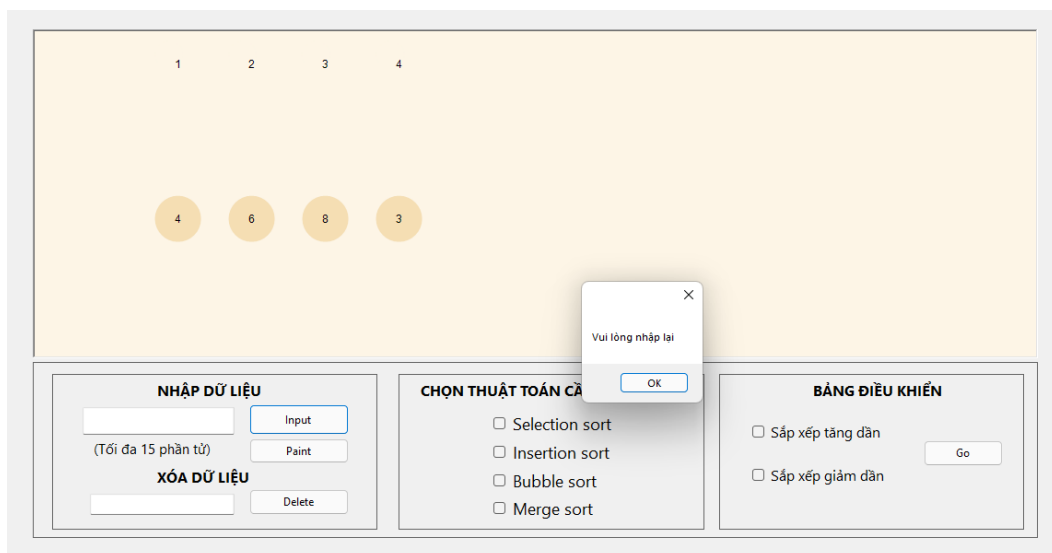 1 2 3 4
4 6 8 3
Vui lòng nhập lại
OK
NHẬP DỮ LIỆU
Input
(Tối đa 15 phần tử)
Paint
XÓA DỮ LIỆU
Delete
CHỌN THUẬT TOÁN
Selection sort
Insertion sort
Bubble sort
Merge sort
BẢNG ĐIỀU KHIỂN
Sắp xếp tăng dần
Sắp xếp giảm dần
Go